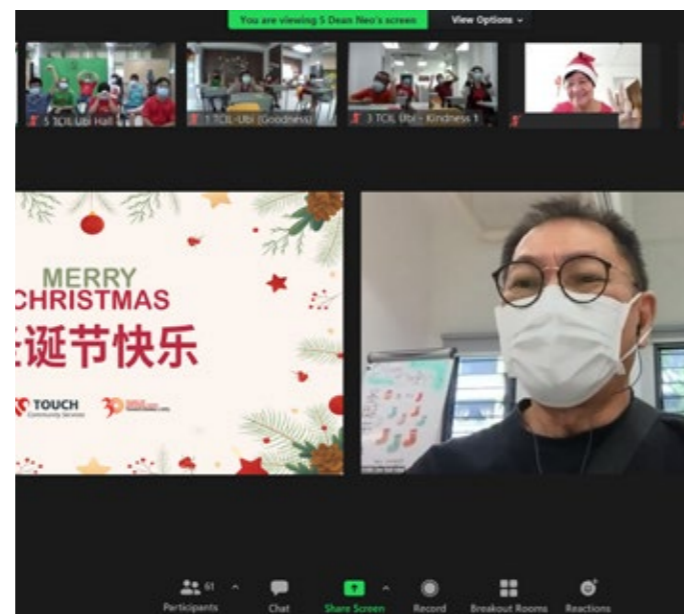 You are viewing 5 Dean Neo's screen
View Options
5 TCIL Ubi Hall
1 TCIL-Ubi (Goodness)
3 TCIL Ubi - Kindness 1
MERRY
CHRISTMAS
诞节快乐
TOUCH
Community Services
30
61
Participants
Chat
Share Screen
Record
Breakout Rooms
Reactions